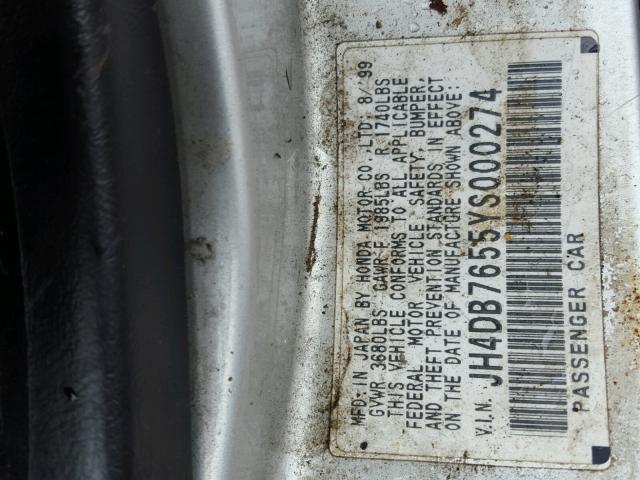 MFD. IN JAPAN BY HONDA MOTOR CO.,LTD. 8/ 99
GVWR 3680LBS GAWR F 1985LBS R 1740LBS
THIS VEHICLE CONFORMS TO ALL APPLICABLE
FEDERAL MOTOR VEHICLE SAFETY, BUMPER,
AND THEFT PREVENTION STANDARDS IN EFFECT
ON THE DATE OF MANUFACTURE SHOWN ABOVE:
V.I.N. JH4DB7655YS000274
PASSENGER CAR